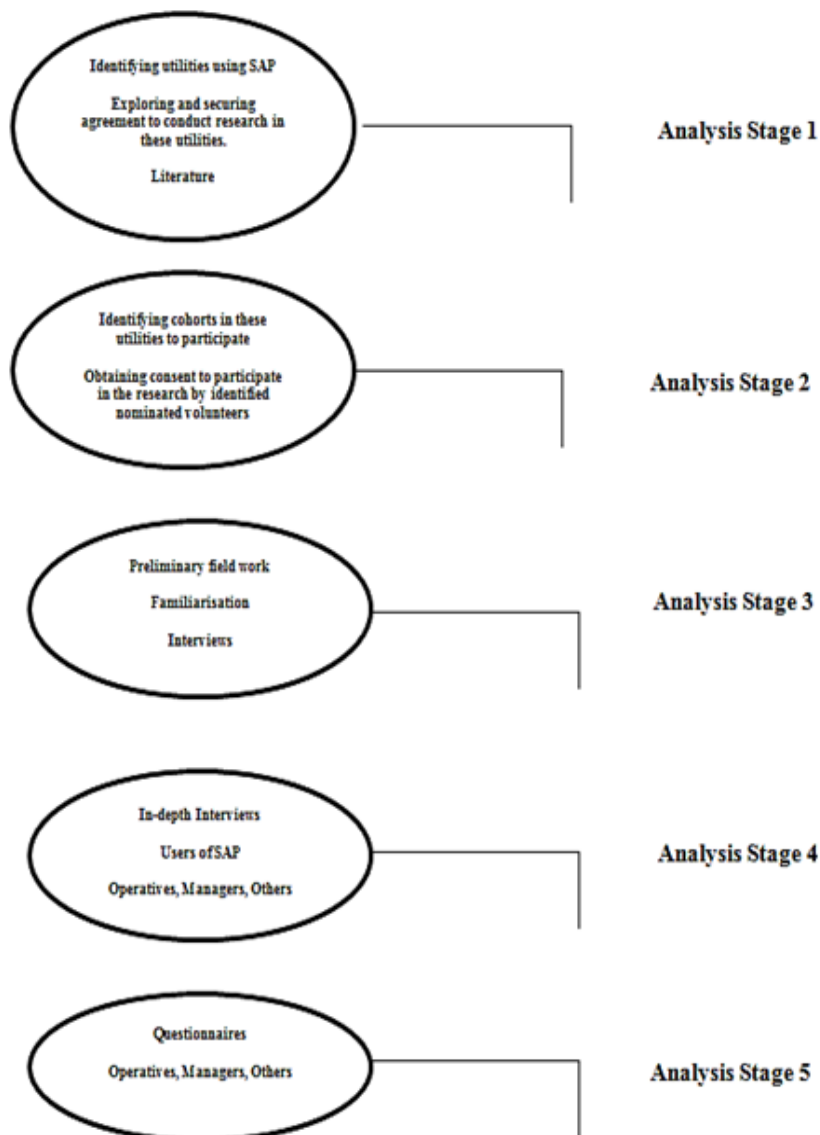 Identifying utilities using SAP
Exploring and securing
agreement to conduct research in
these utilities.
Literature
Analysis Stage 1
Identifying cohorts in these
utilities to participate
Obtaining consent to participate
in the research by identified
nominated volunteers
Analysis Stage 2
Preliminary field work
Familiarisation
Interviews
Analysis Stage 3
In-depth Interviews
Users of SAP
Operatives, Managers, Others
Analysis Stage 4
Questionnaires
Operatives, Managers, Others
Analysis Stage 5